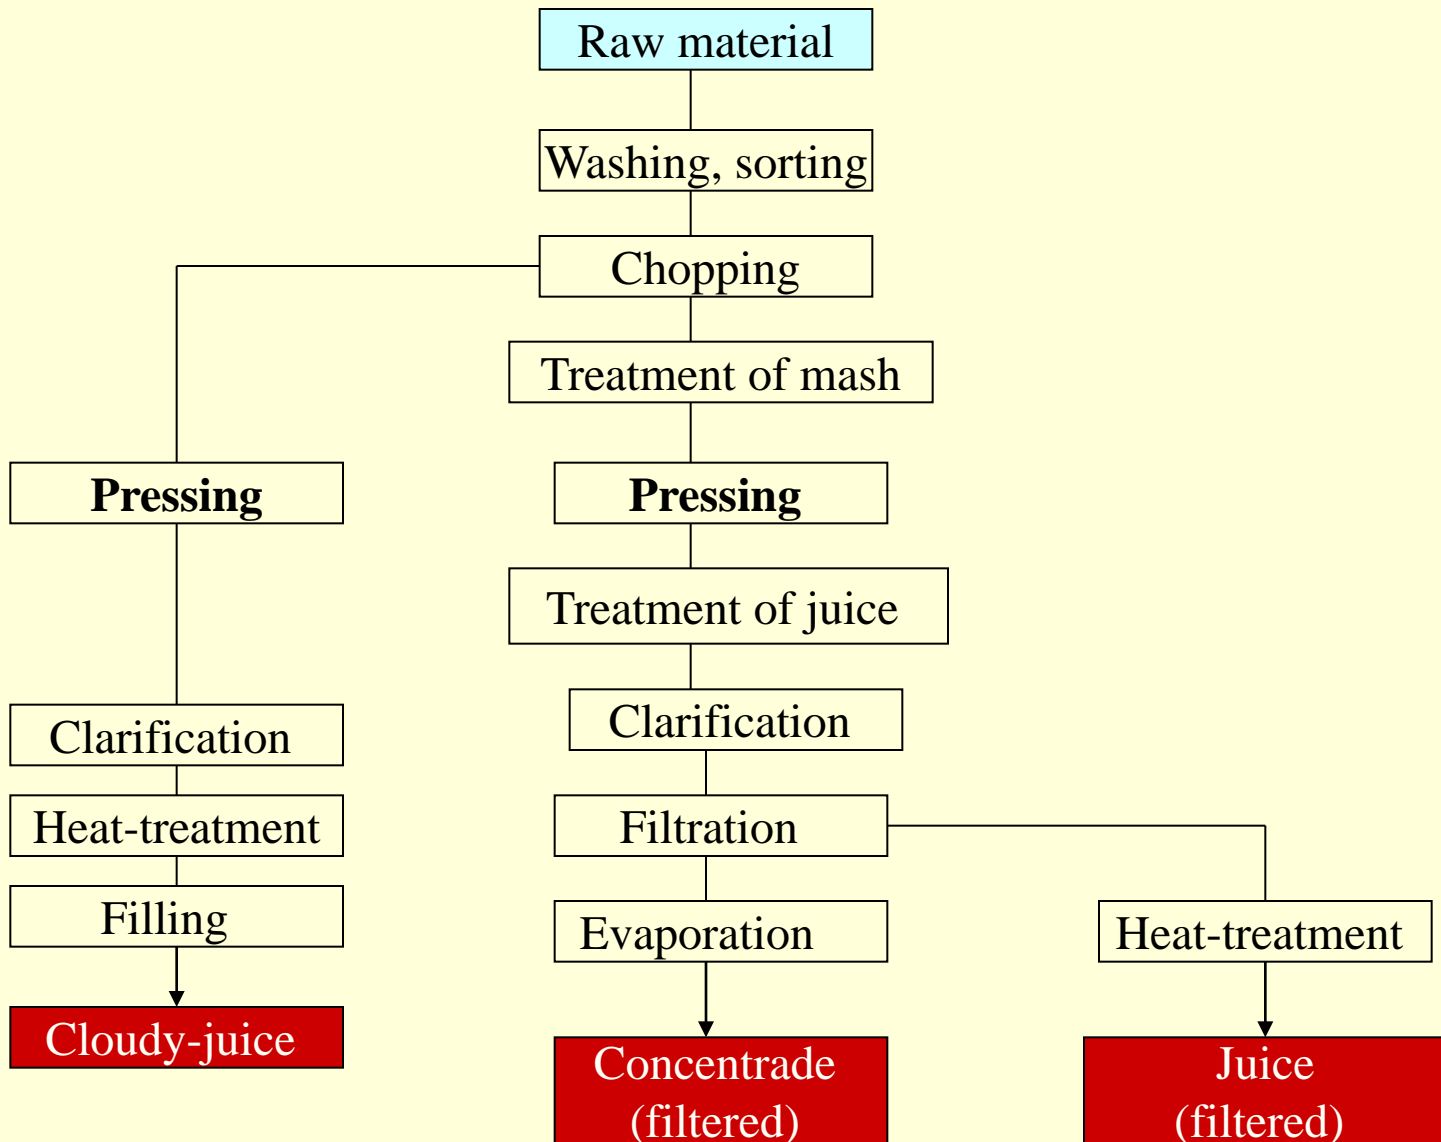 Raw material
Washing, sorting
Chopping
Treatment of mash
Pressing
Pressing
Treatment of juice
Clarification
Clarification
Heat-treatment
Filtration
Filling
Evaporation
Heat-treatment
Cloudy-juice
Concentrade
(filtered)
Juice
(filtered)